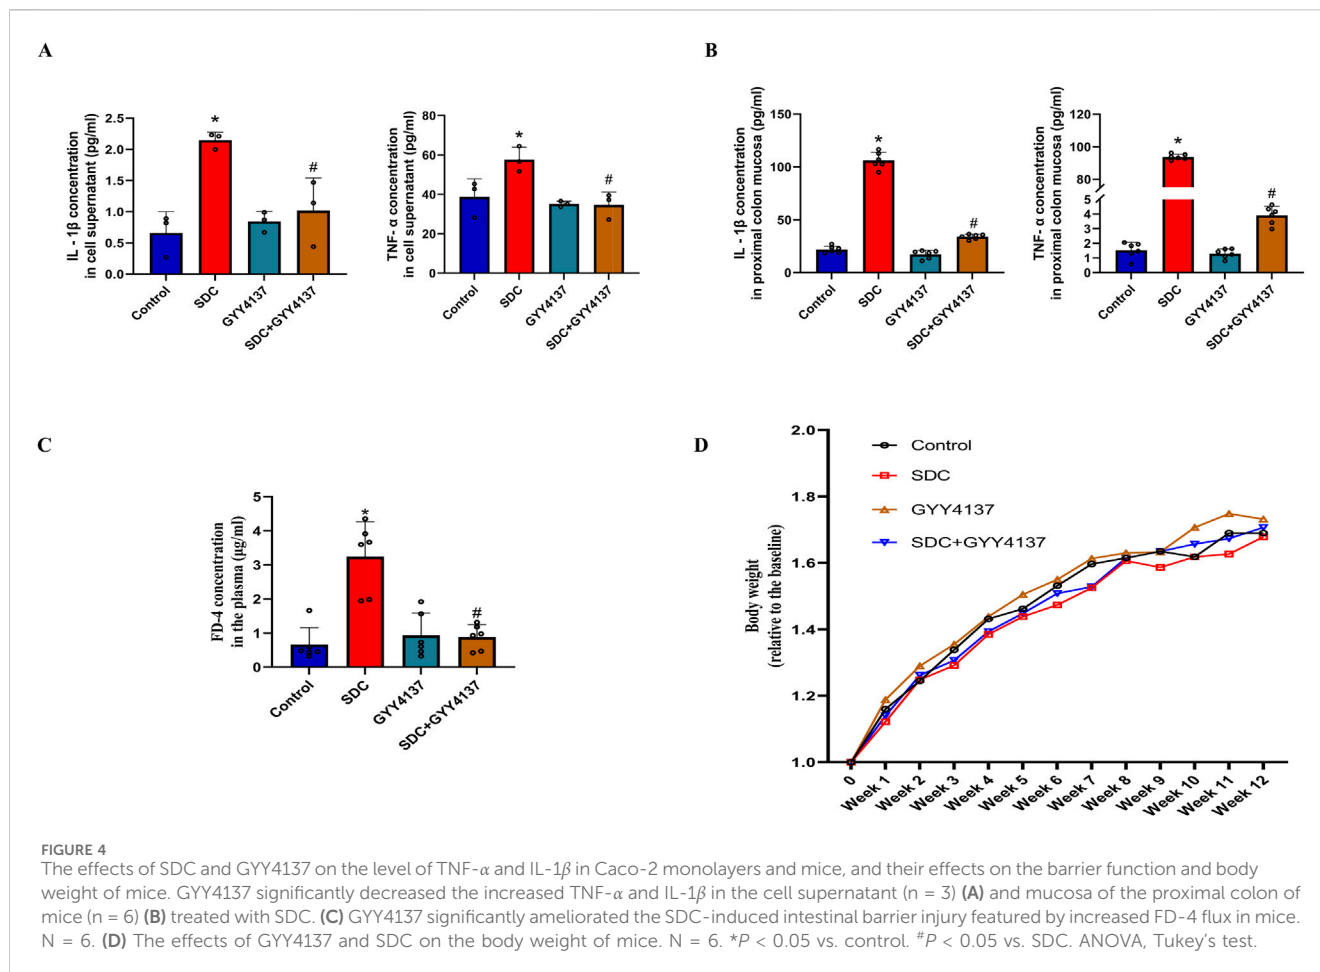 A
IL - 1β concentration
in cell supernatant (pg/ml)
2.5
2.0
1.5
1.0
0.5
0.0
*
#
Control
SDC
GYY4137
SDC+GYY4137
TNF- α concentration
in cell supernatant (pg/ml)
80
60
40
20
0
*
#
Control
SDC
GYY4137
SDC+GYY4137
B
IL - 1β concentration
in proximal colon mucosa (pg/ml)
150
100
50
0
*
#
Control
SDC
GYY4137
SDC+GYY4137
TNF- α concentration
in proximal colon mucosa (pg/ml)
120
100
80
5
4
3
2
1
0
*
#
Control
SDC
GYY4137
SDC+GYY4137
C
FD-4 concentration
in the plasma (μg/ml)
5
4
3
2
1
0
*
#
Control
SDC
GYY4137
SDC+GYY4137
D
Body weight
(relative to the baseline)
2.0
1.8
1.6
1.4
1.2
1.0
Control
SDC
GYY4137
SDC+GYY4137
0
Week 1
Week 2
Week 3
Week 4
Week 5
Week 6
Week 7
Week 8
Week 9
Week 10
Week 11
Week 12
FIGURE 4
The effects of SDC and GYY4137 on the level of TNF-α and IL-1β in Caco-2 monolayers and mice, and their effects on the barrier function and body
weight of mice. GYY4137 significantly decreased the increased TNF-α and IL-1β in the cell supernatant (n = 3) (A) and mucosa of the proximal colon of
mice (n = 6) (B) treated with SDC. (C) GYY4137 significantly ameliorated the SDC-induced intestinal barrier injury featured by increased FD-4 flux in mice.
N = 6. (D) The effects of GYY4137 and SDC on the body weight of mice. N = 6. *P < 0.05 vs. control. #P < 0.05 vs. SDC. ANOVA, Tukey's test.